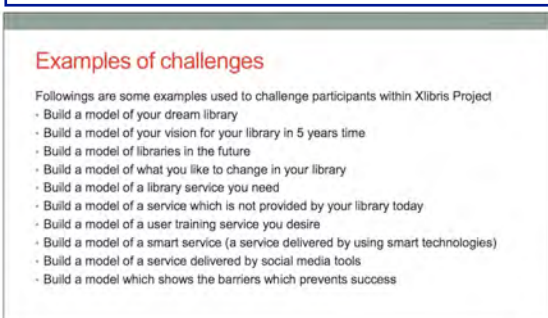 Examples of challenges
Followings are some examples used to challenge participants within Xlibris Project
- Build a model of your dream library
- Build a model of your vision for your library in 5 years time
- Build a model of libraries in the future
- Build a model of what you like to change in your library
- Build a model of a library service you need
- Build a model of a service which is not provided by your library today
- Build a model of a user training service you desire
- Build a model of a smart service (a service delivered by using smart technologies)
- Build a model of a service delivered by social media tools
- Build a model which shows the barriers which prevents success